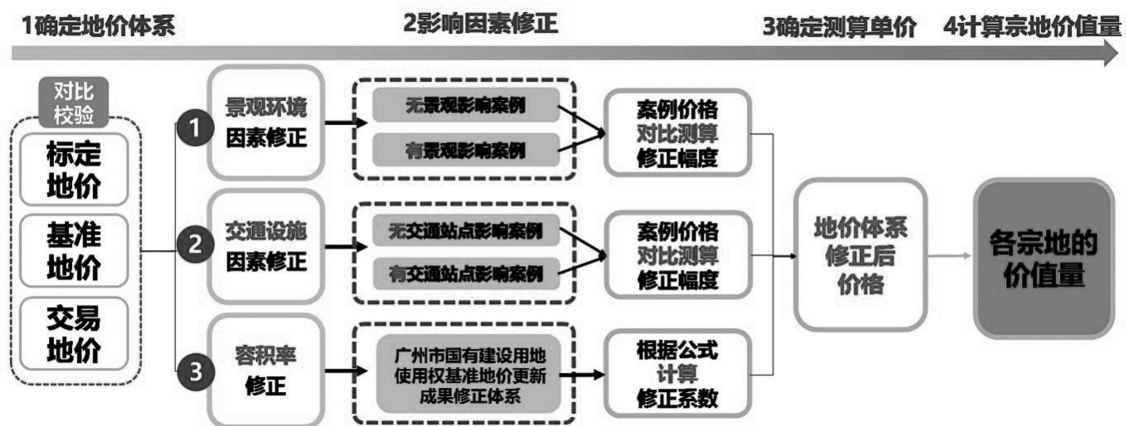 1确定地价体系
2影响因素修正
3确定测算单价
4计算宗地价值量
对比
校验
标定
地价
基准
地价
交易
地价
1
景观环境
因素修正
无景观影响案例
有景观影响案例
案例价格
对比测算
修正幅度
2
交通设施
因素修正
无交通站点影响案例
有交通站点影响案例
案例价格
对比测算
修正幅度
3
容积率
修正
广州市国有建设用地
使用权基准地价更新
成果修正体系
根据公式
计算
修正系数
地价体系
修正后
价格
各宗地的
价值量